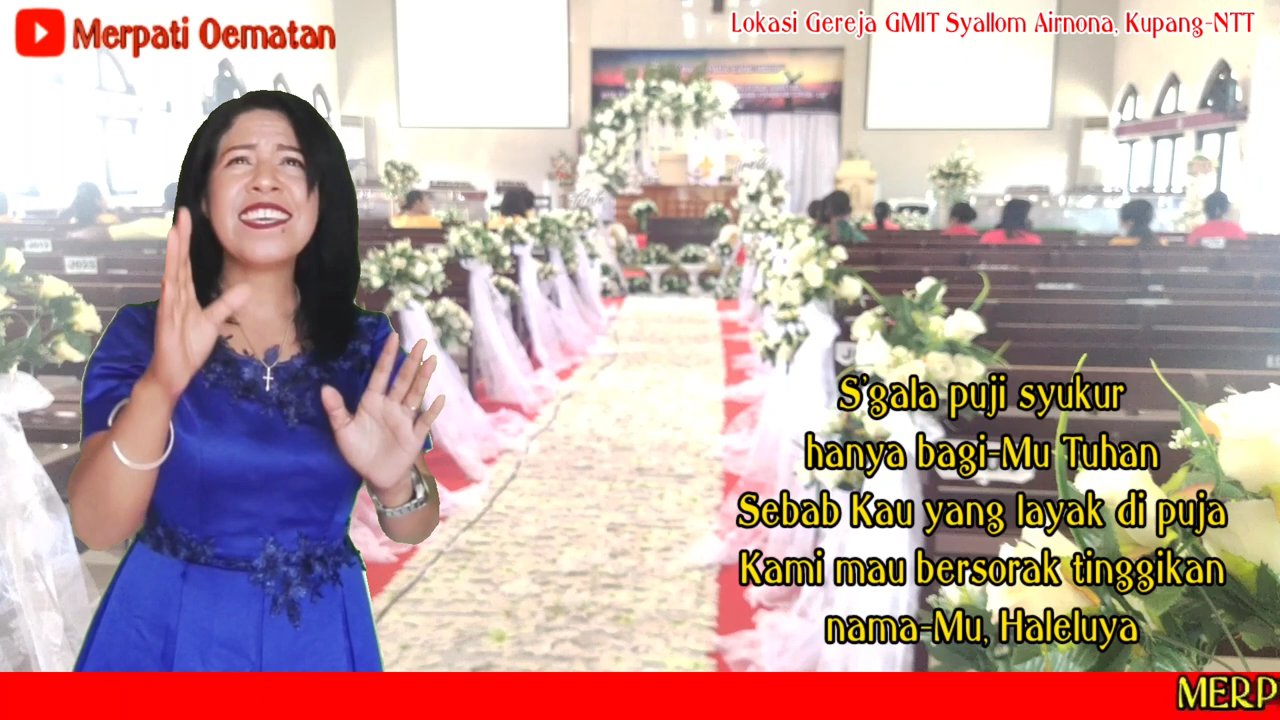 Merpati Oematan
Lokasi Gereja GMIT Syallom Airnona, Kupang-NTT
S'gala puji syukur
hanya bagi-Mu Tuhan
Sebab Kau yang layak di puja
Kami mau bersorak tinggikan
nama-Mu, Haleluya
MERP